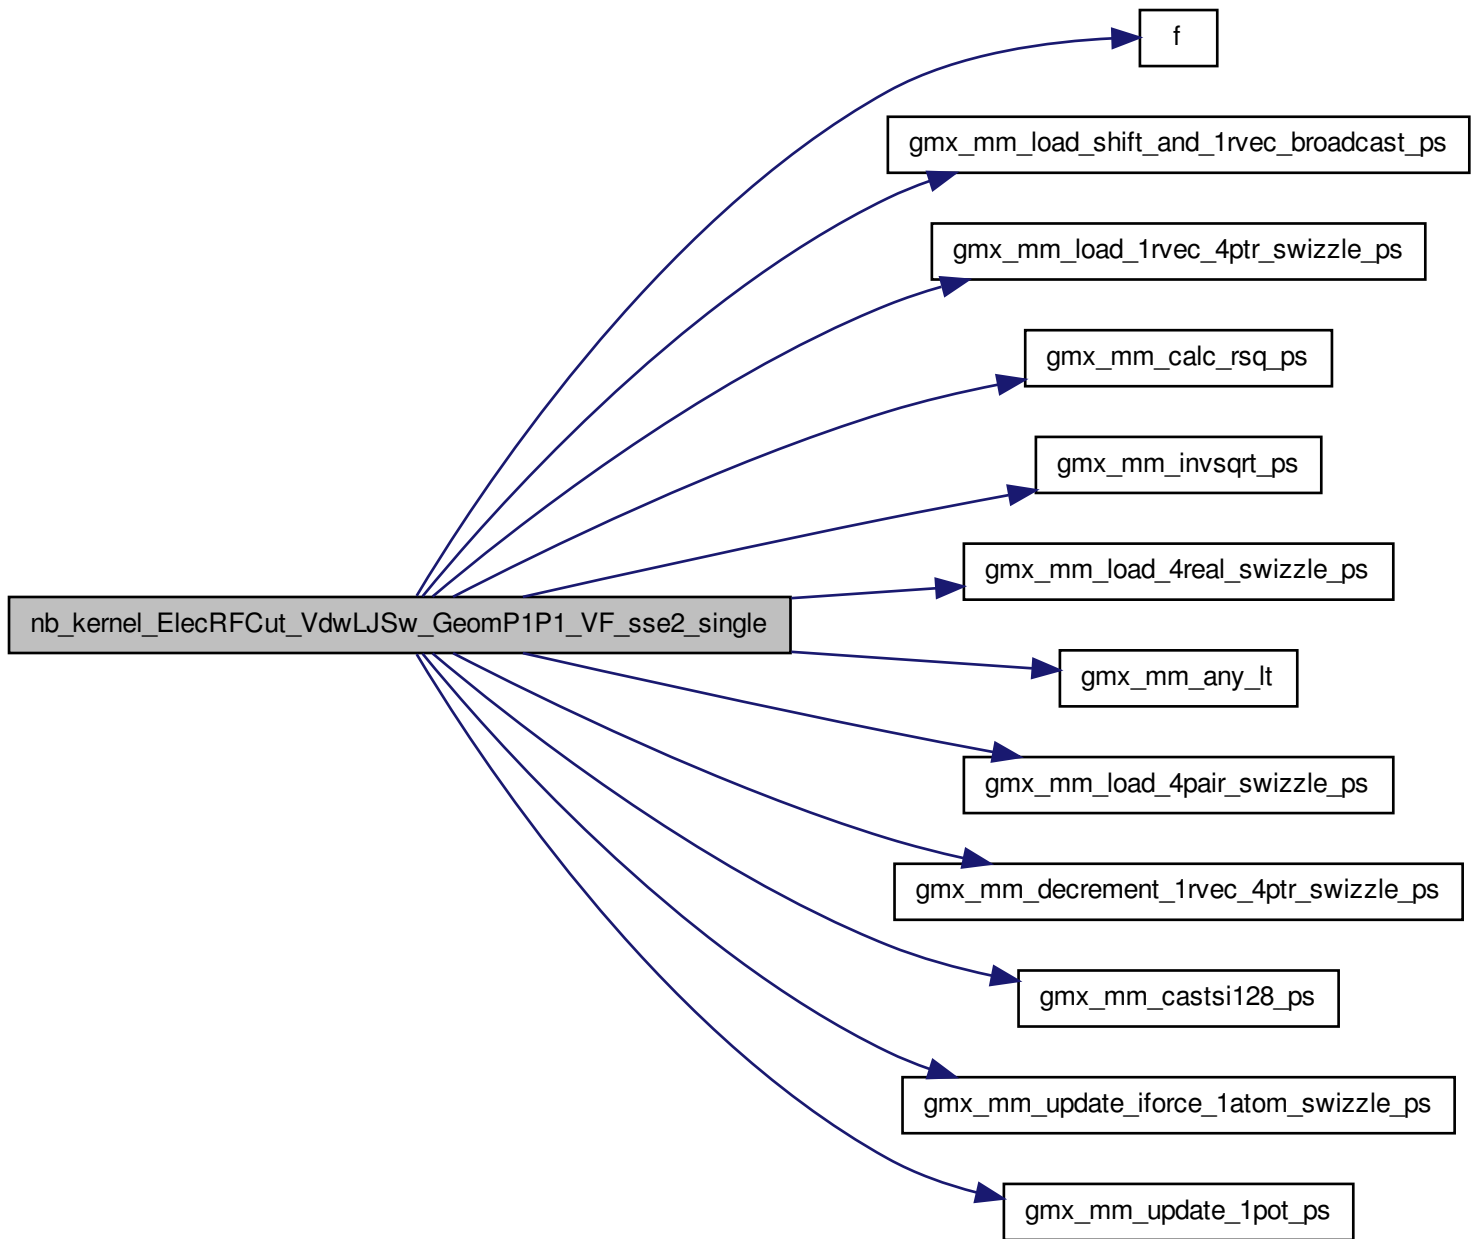 f
gmx_mm_load_shift_and_1rvec_broadcast_ps
gmx_mm_load_1rvec_4ptr_swizzle_ps
gmx_mm_calc_rsq_ps
gmx_mm_invsqrt_ps
gmx_mm_load_4real_swizzle_ps
nb_kernel_ElecRFCut_VdwLJSw_GeomP1P1_VF_sse2_single
gmx_mm_any_lt
gmx_mm_load_4pair_swizzle_ps
gmx_mm_decrement_1rvec_4ptr_swizzle_ps
gmx_mm_castsi128_ps
gmx_mm_update_iforce_1atom_swizzle_ps
gmx_mm_update_1pot_ps